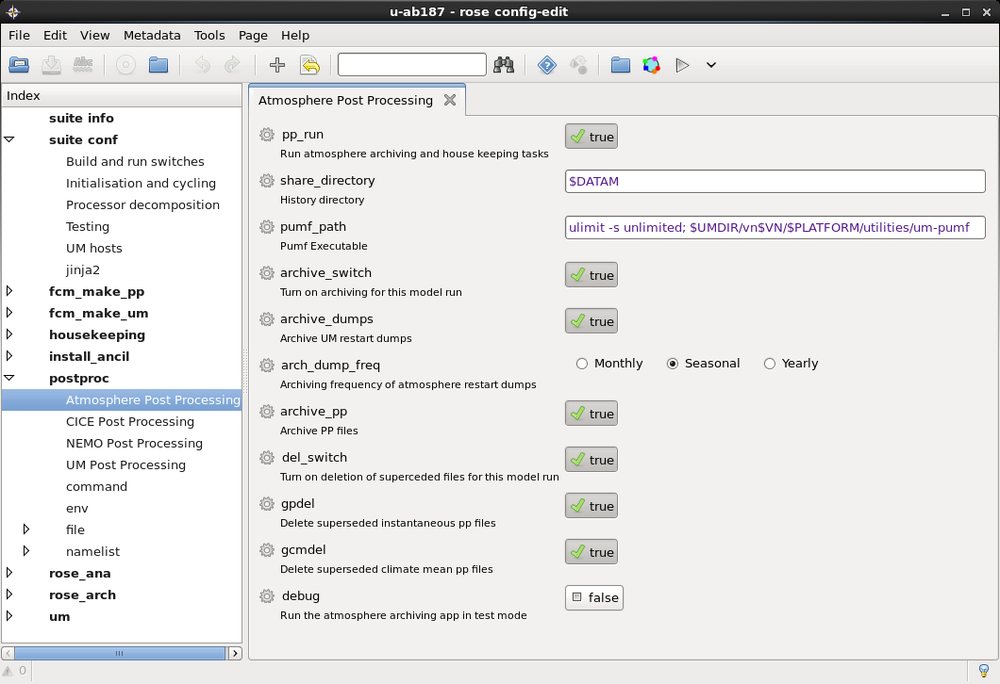 u-ab187 - rose config-edit
File Edit View Metadata Tools Page Help
Index
suite info
suite conf
Build and run switches
Initialisation and cycling
Processor decomposition
Testing
UM hosts
jinja2
fcm_make_pp
fcm_make_um
housekeeping
install_ancil
postproc
Atmosphere Post Processing
CICE Post Processing
NEMO Post Processing
UM Post Processing
command
env
file
namelist
rose_ana
rose_arch
um
0
Atmosphere Post Processing
pp_run true
Run atmosphere archiving and house keeping tasks
share_directory $DATAM
History directory
pumf_path ulimit -s unlimited; $UMDIR/vn$VN/$PLATFORM/utilities/um-pumf
Pumf Executable
archive_switch true
Turn on archiving for this model run
archive_dumps true
Archive UM restart dumps
arch_dump_freq Monthly Seasonal Yearly
Archiving frequency of atmosphere restart dumps
archive_pp true
Archive PP files
del_switch true
Turn on deletion of superceded files for this model run
gpdel true
Delete superseded instantaneous pp files
gcmdel true
Delete superseded climate mean pp files
debug false
Run the atmosphere archiving app in test mode